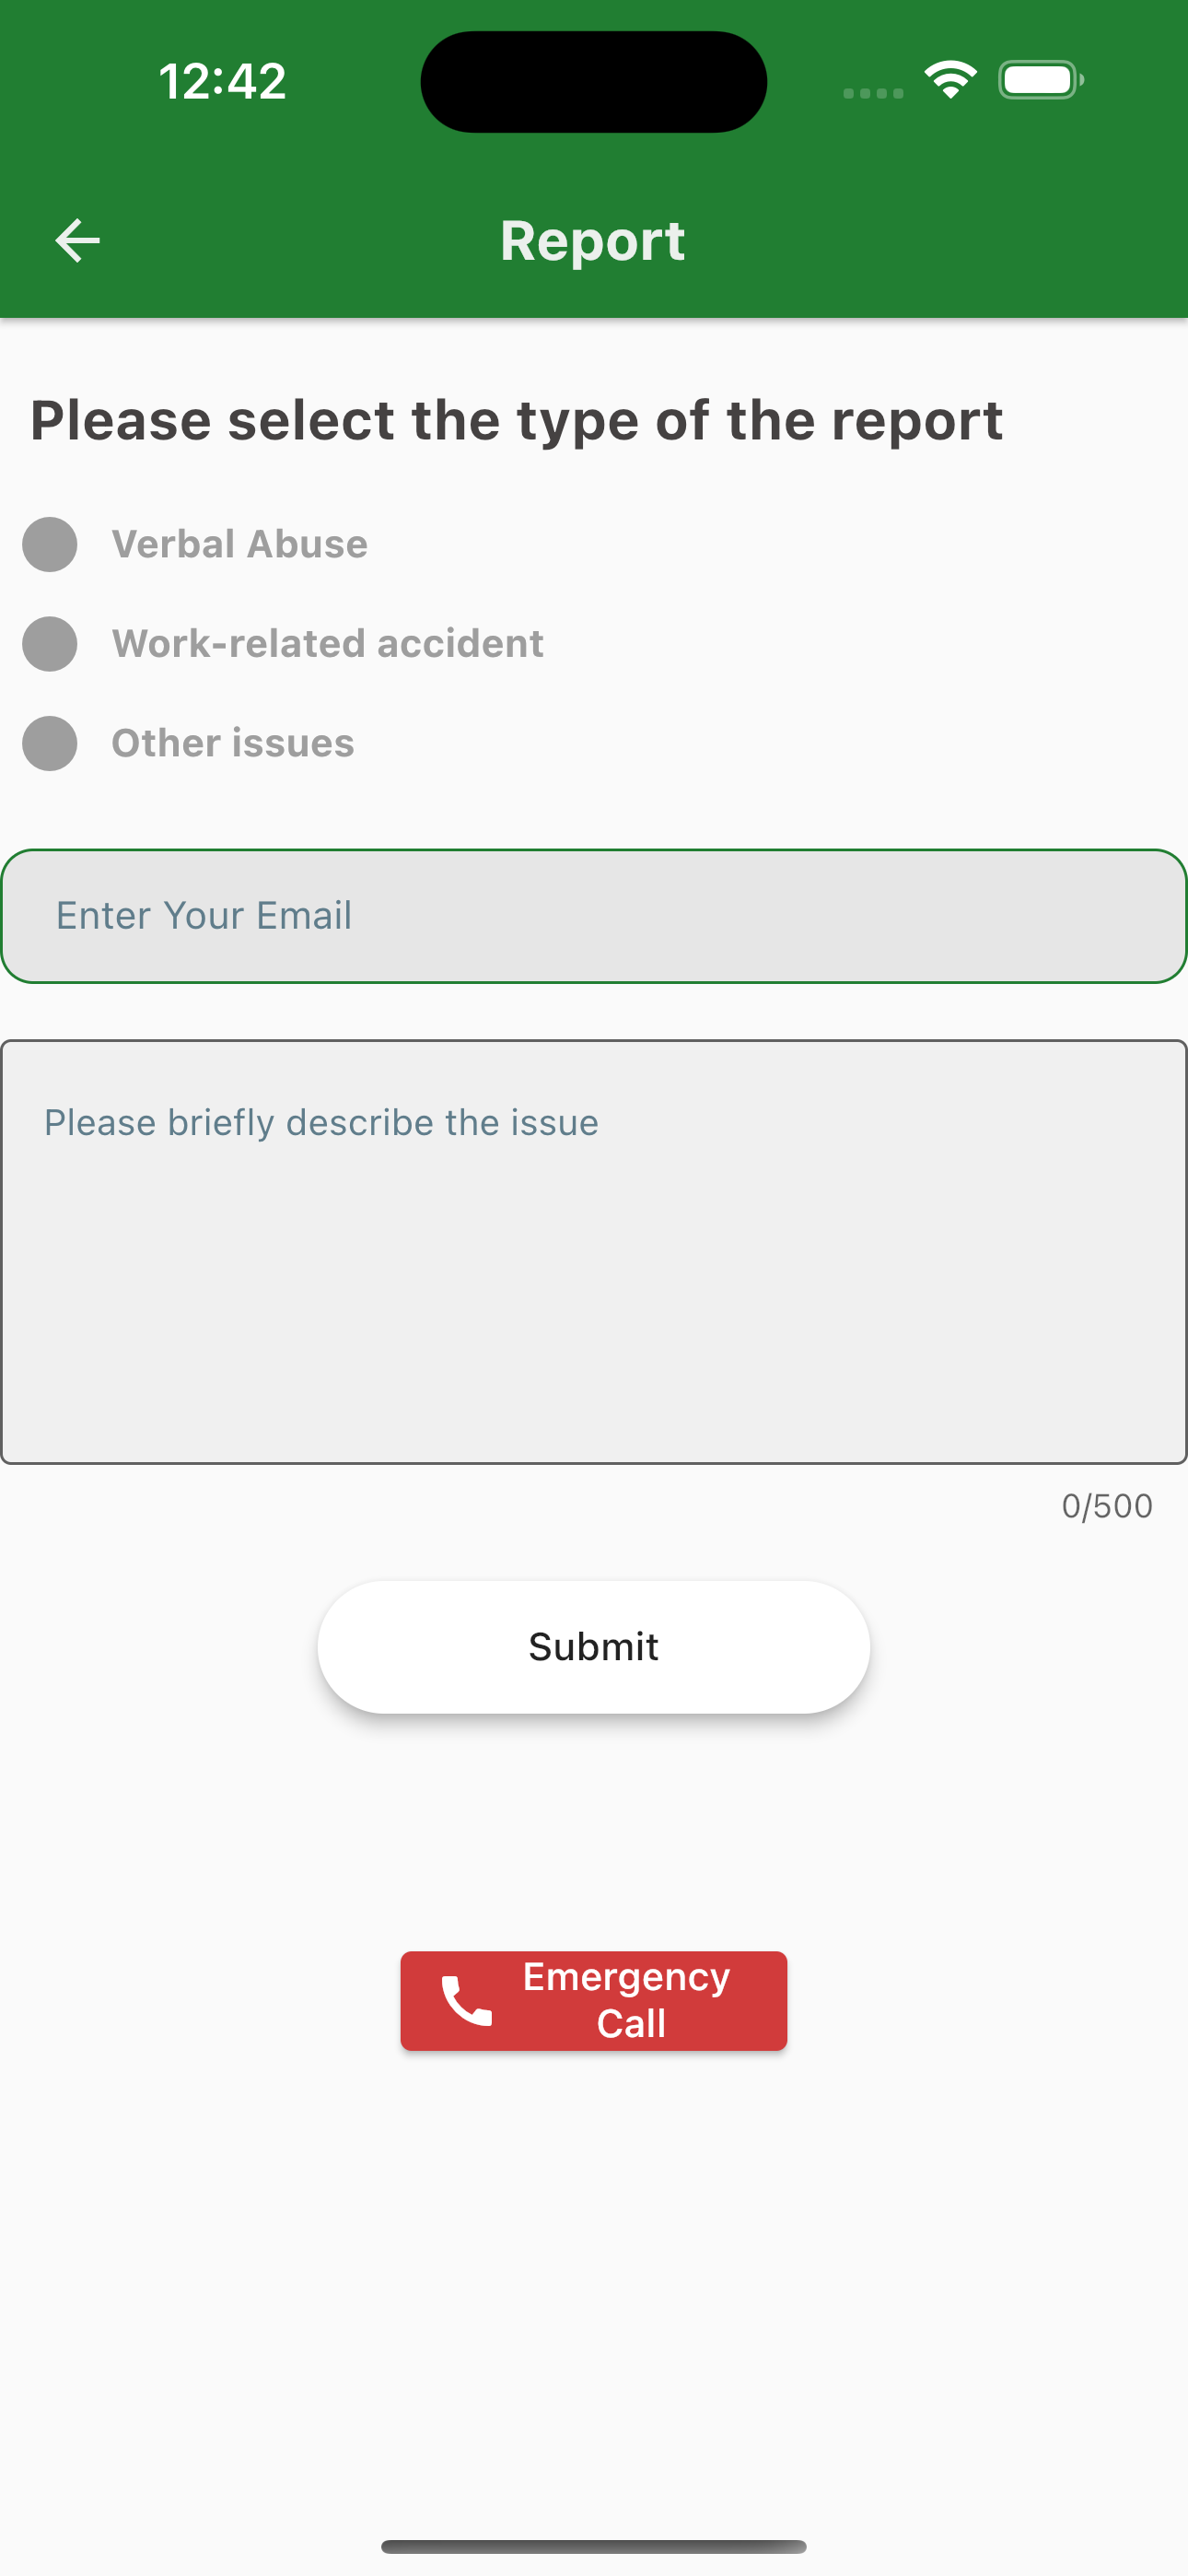 12:42
Report
Please select the type of the report
Verbal Abuse
Work-related accident
Other issues
Enter Your Email
Please briefly describe the issue
0/500
Submit
Emergency
Call